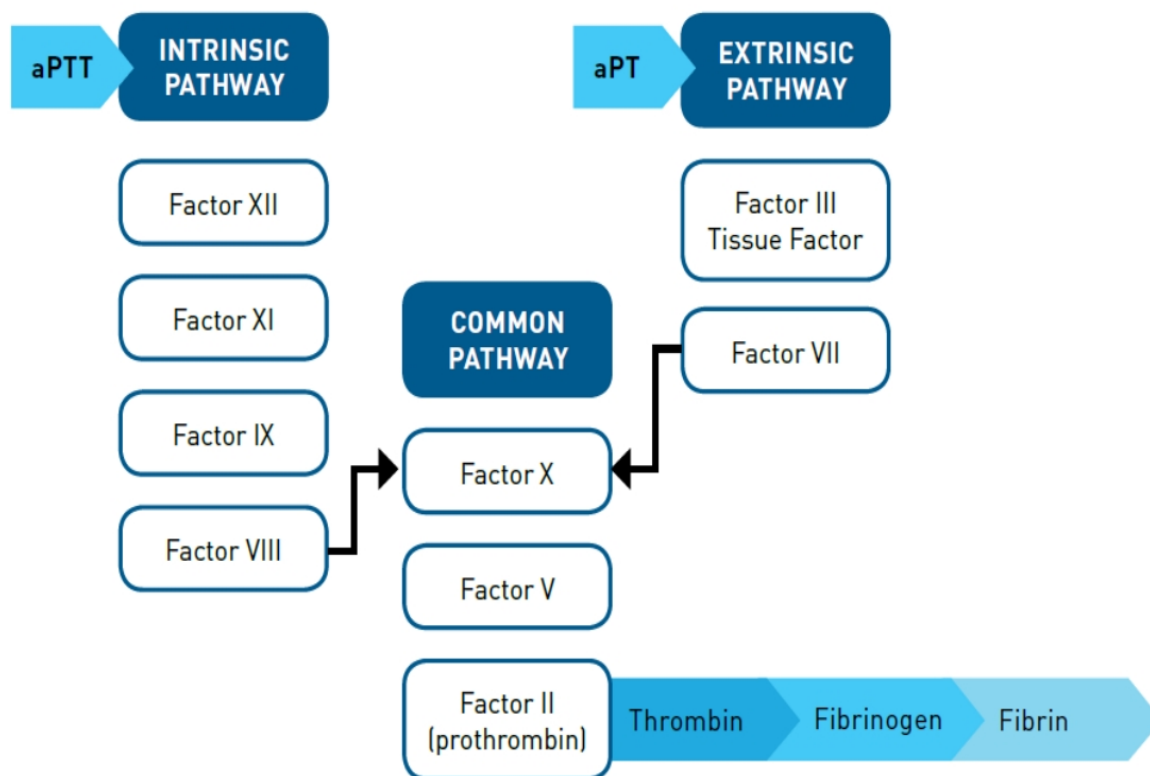 aPTT
INTRINSIC
PATHWAY
Factor XII
Factor XI
Factor IX
Factor VIII
COMMON
PATHWAY
Factor X
Factor V
Factor II
(prothrombin)
Thrombin
Fibrinogen
Fibrin
aPT
EXTRINSIC
PATHWAY
Factor III
Tissue Factor
Factor VII